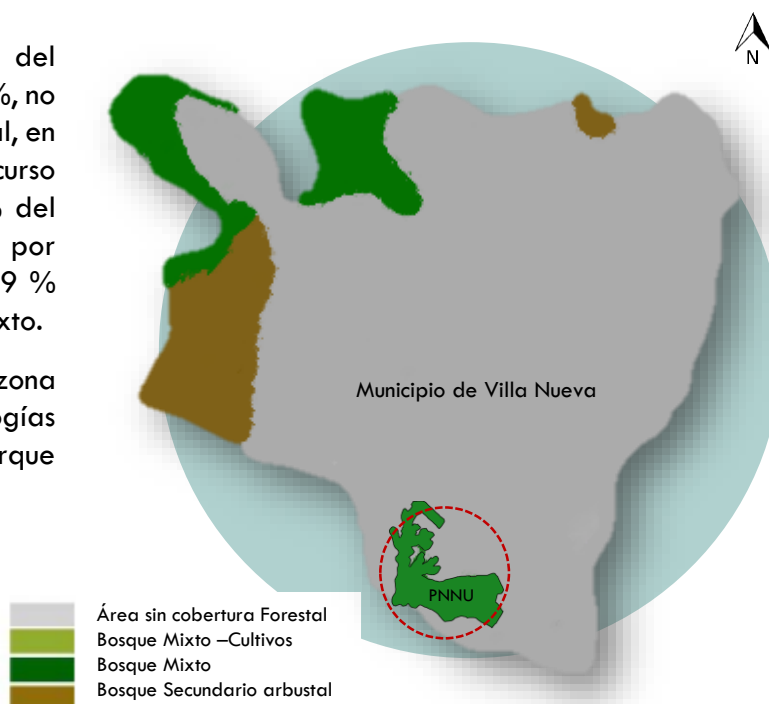 del
%, no
al, en
curso
del
por
9 %
xto.
zona
ogías
rque
N
Municipio de Villa Nueva
PNNU
Área sin cobertura Forestal
Bosque Mixto –Cultivos
Bosque Mixto
Bosque Secundario arbustal